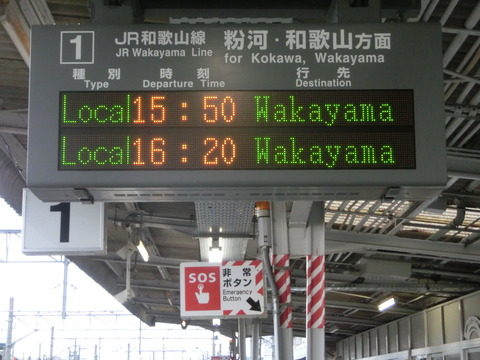 1 JR和歌山線 粉河・和歌山方面
JR Wakayama Line for Kokawa, Wakayama
種別 時刻 行先
Type Departure Time Destination
Local 15:50 Wakayama
Local 16:20 Wakayama
1
SOS 非常
ボタン
Emergency
Button